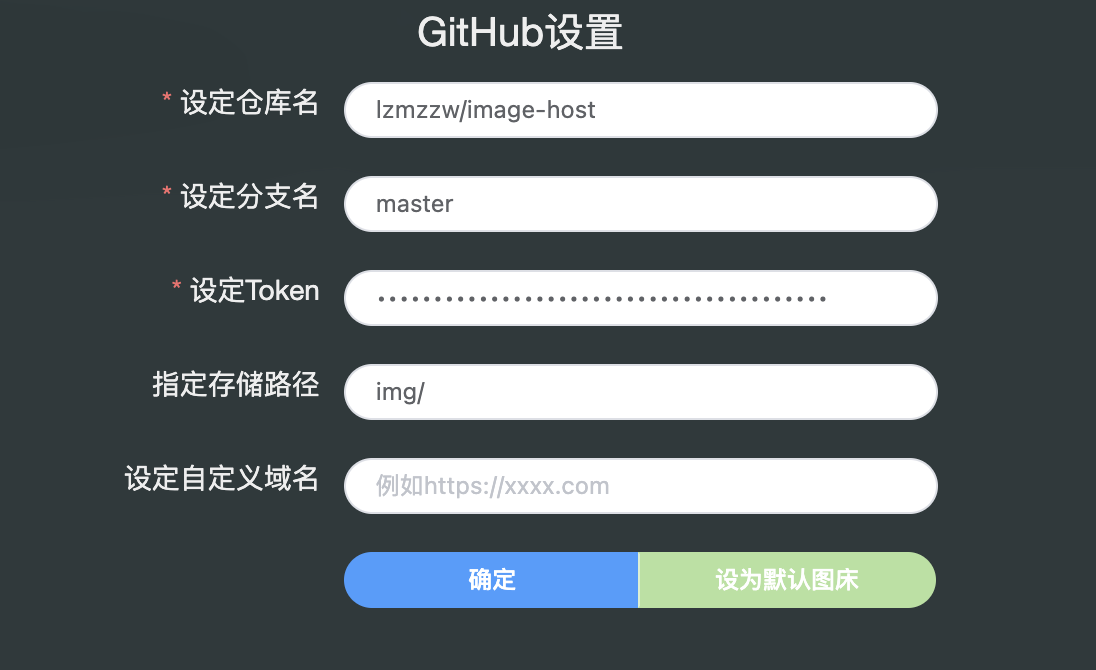 GitHub设置
* 设定仓库名
lzmzzw/image-host
* 设定分支名
master
* 设定Token
••••••••••••••••••••••••••••••••••••••••
指定存储路径
img/
设定自定义域名
例如https://xxxx.com
确定
设为默认图床